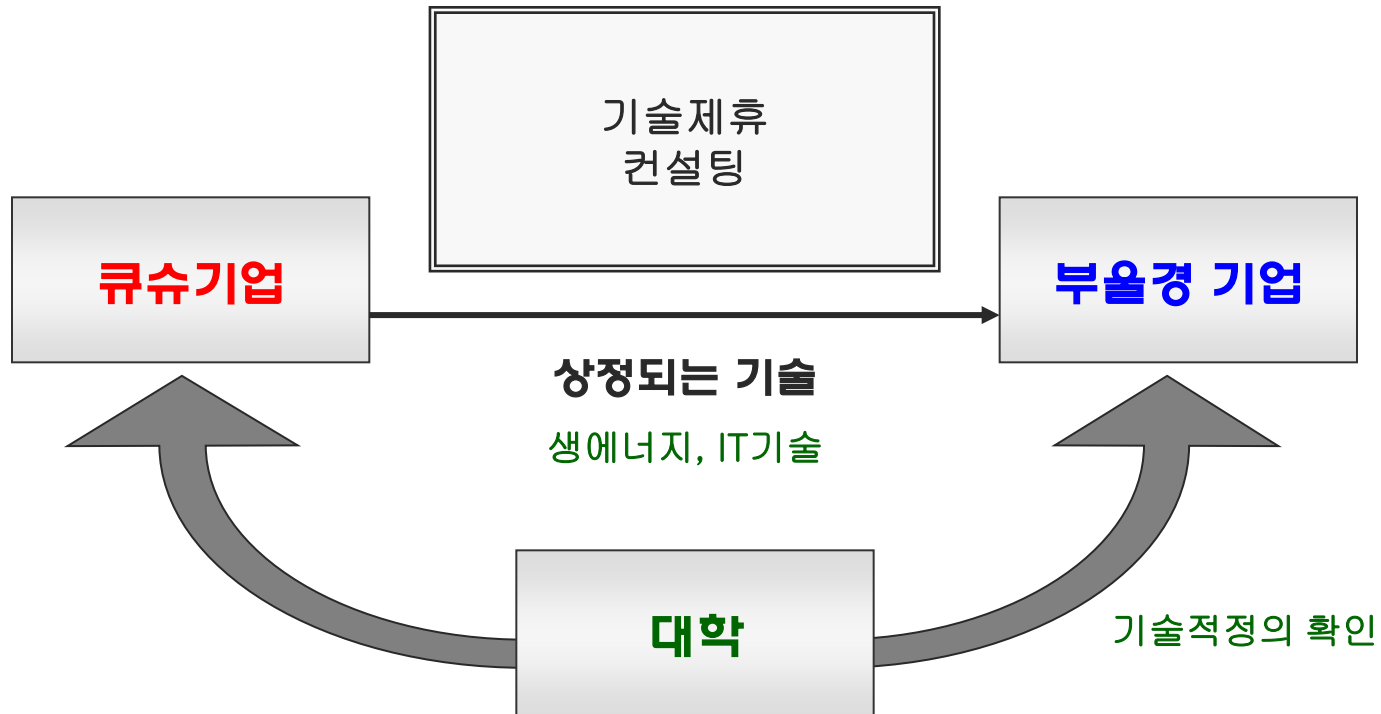 기술제휴
컨설팅
큐슈기업
부울경 기업
상정되는 기술
생에너지, IT기술
대학
기술적정의 확인